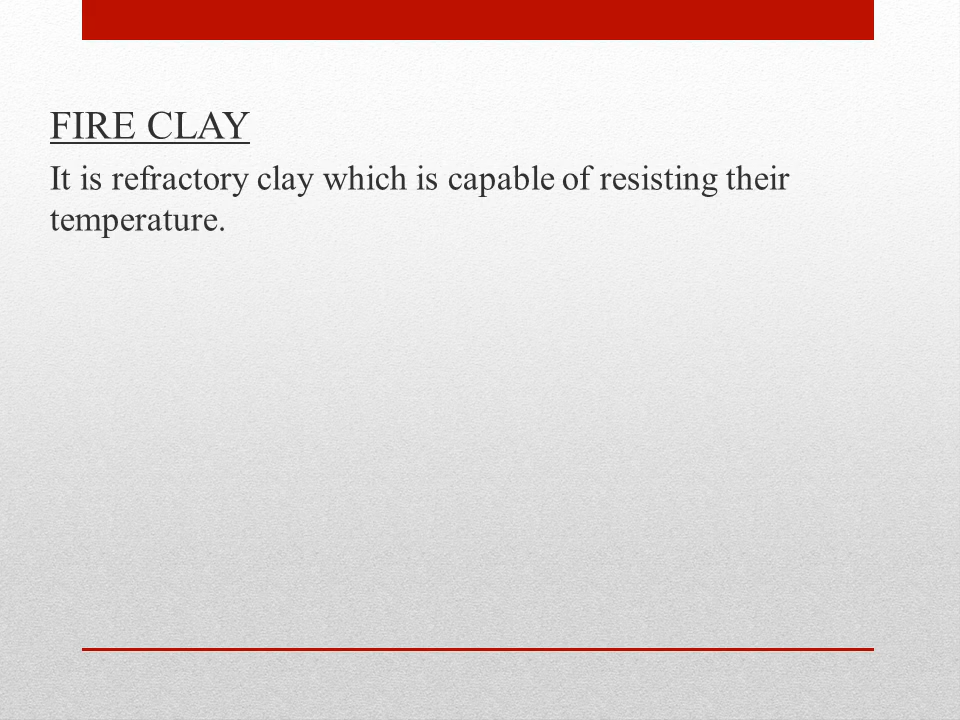 FIRE CLAY
It is refractory clay which is capable of resisting their
temperature.